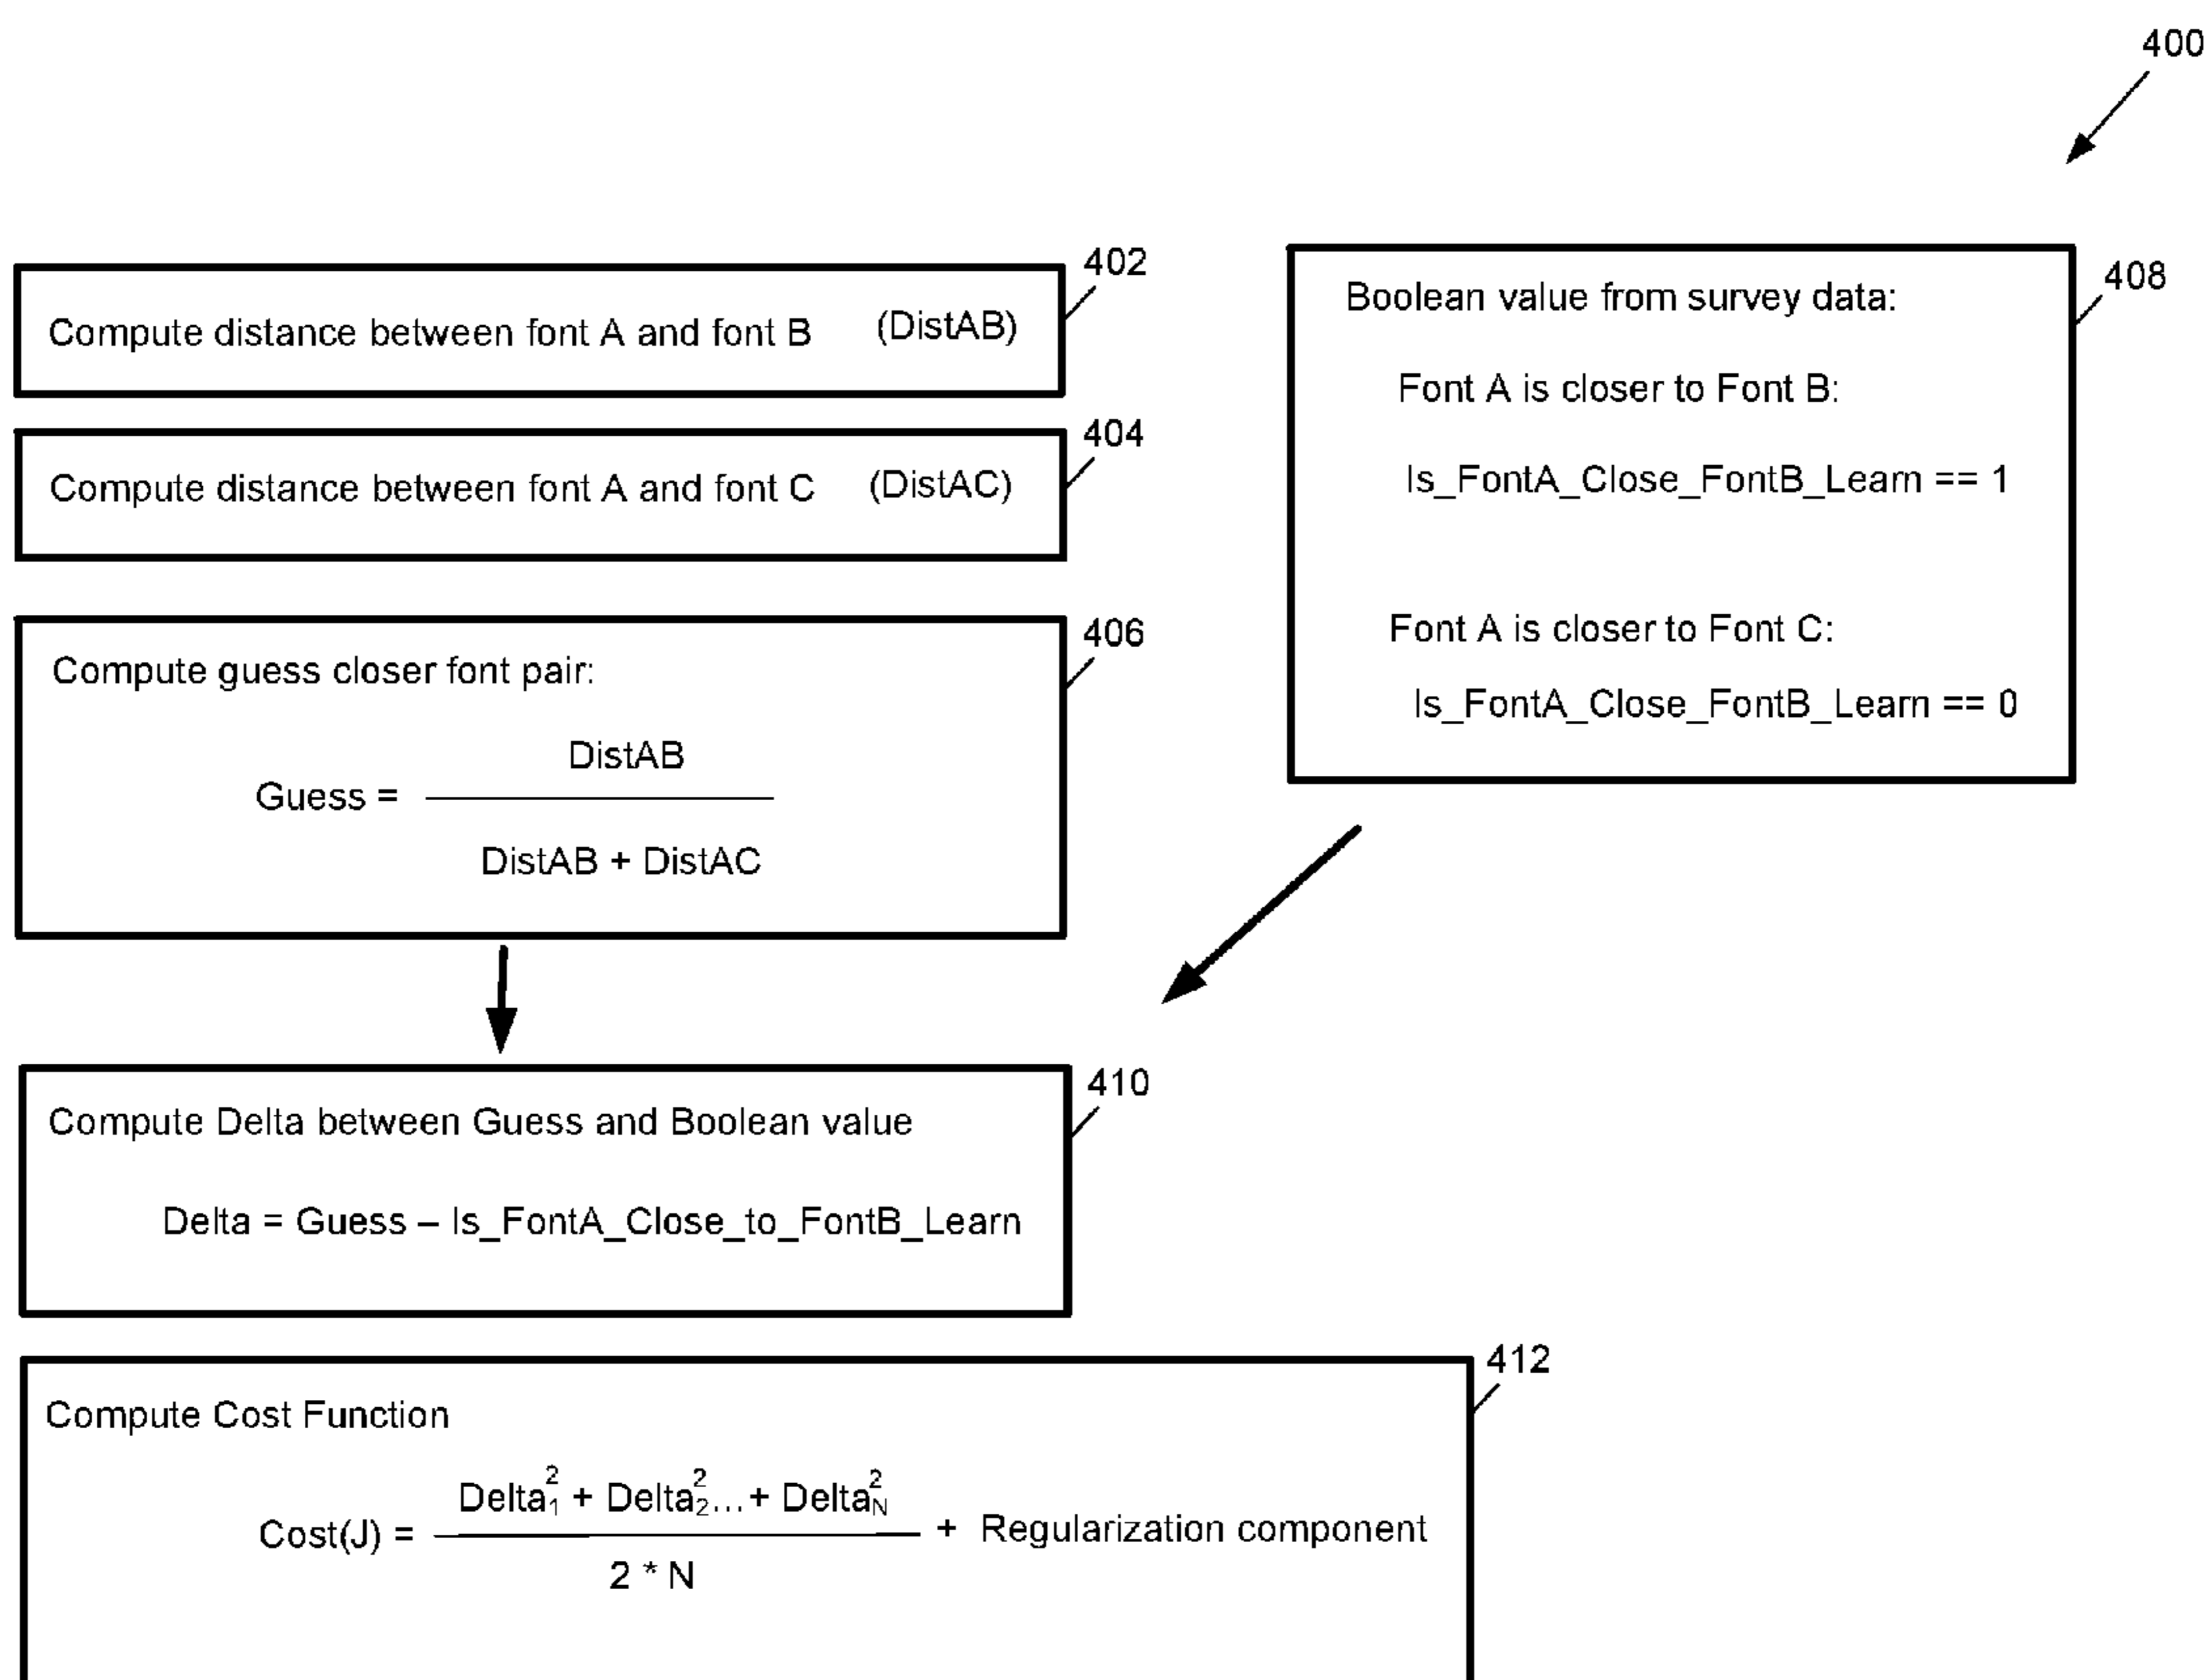 400
402
Compute distance between font A and font B (DistAB)
404
Compute distance between font A and font C (DistAC)
406
Compute guess closer font pair:
Guess = DistAB / DistAB + DistAC
408
Boolean value from survey data:
Font A is closer to Font B:
Is_FontA_Close_FontB_Learn == 1
Font A is closer to Font C:
Is_FontA_Close_FontB_Learn == 0
410
Compute Delta between Guess and Boolean value
Delta = Guess – Is_FontA_Close_to_FontB_Learn
412
Compute Cost Function
Cost(J) = Delta₁² + Delta₂²...+ Delta_N² / 2 * N + Regularization component